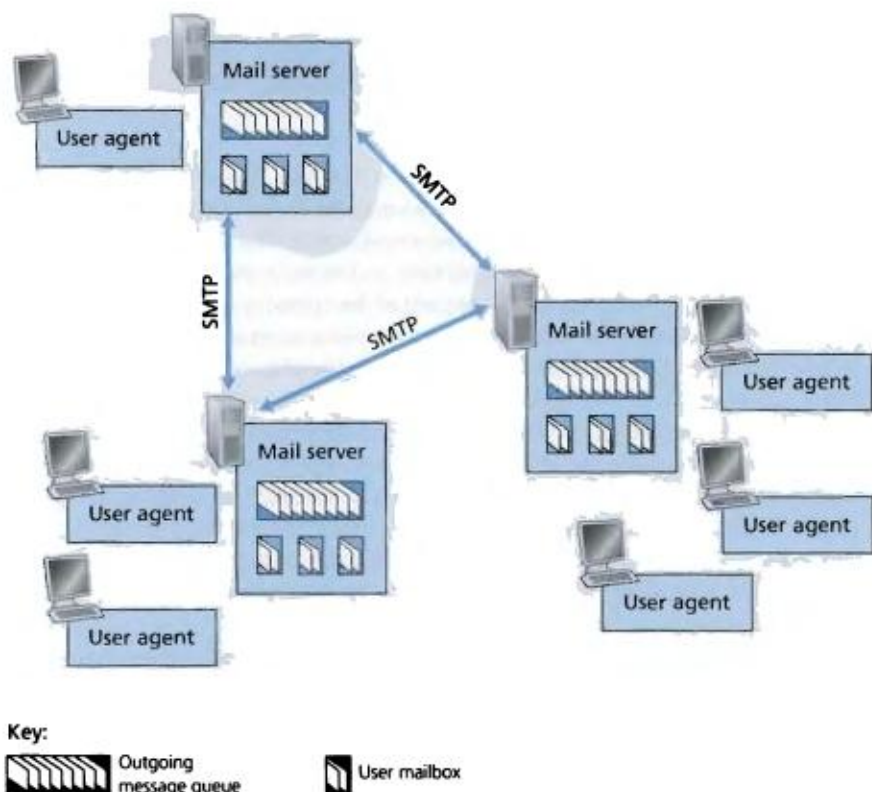 Mail server
User agent
SMTP
SMTP
SMTP
Mail server
User agent
Mail server
User agent
User agent
User agent
User agent
Key:
Outgoing
message queue
User mailbox